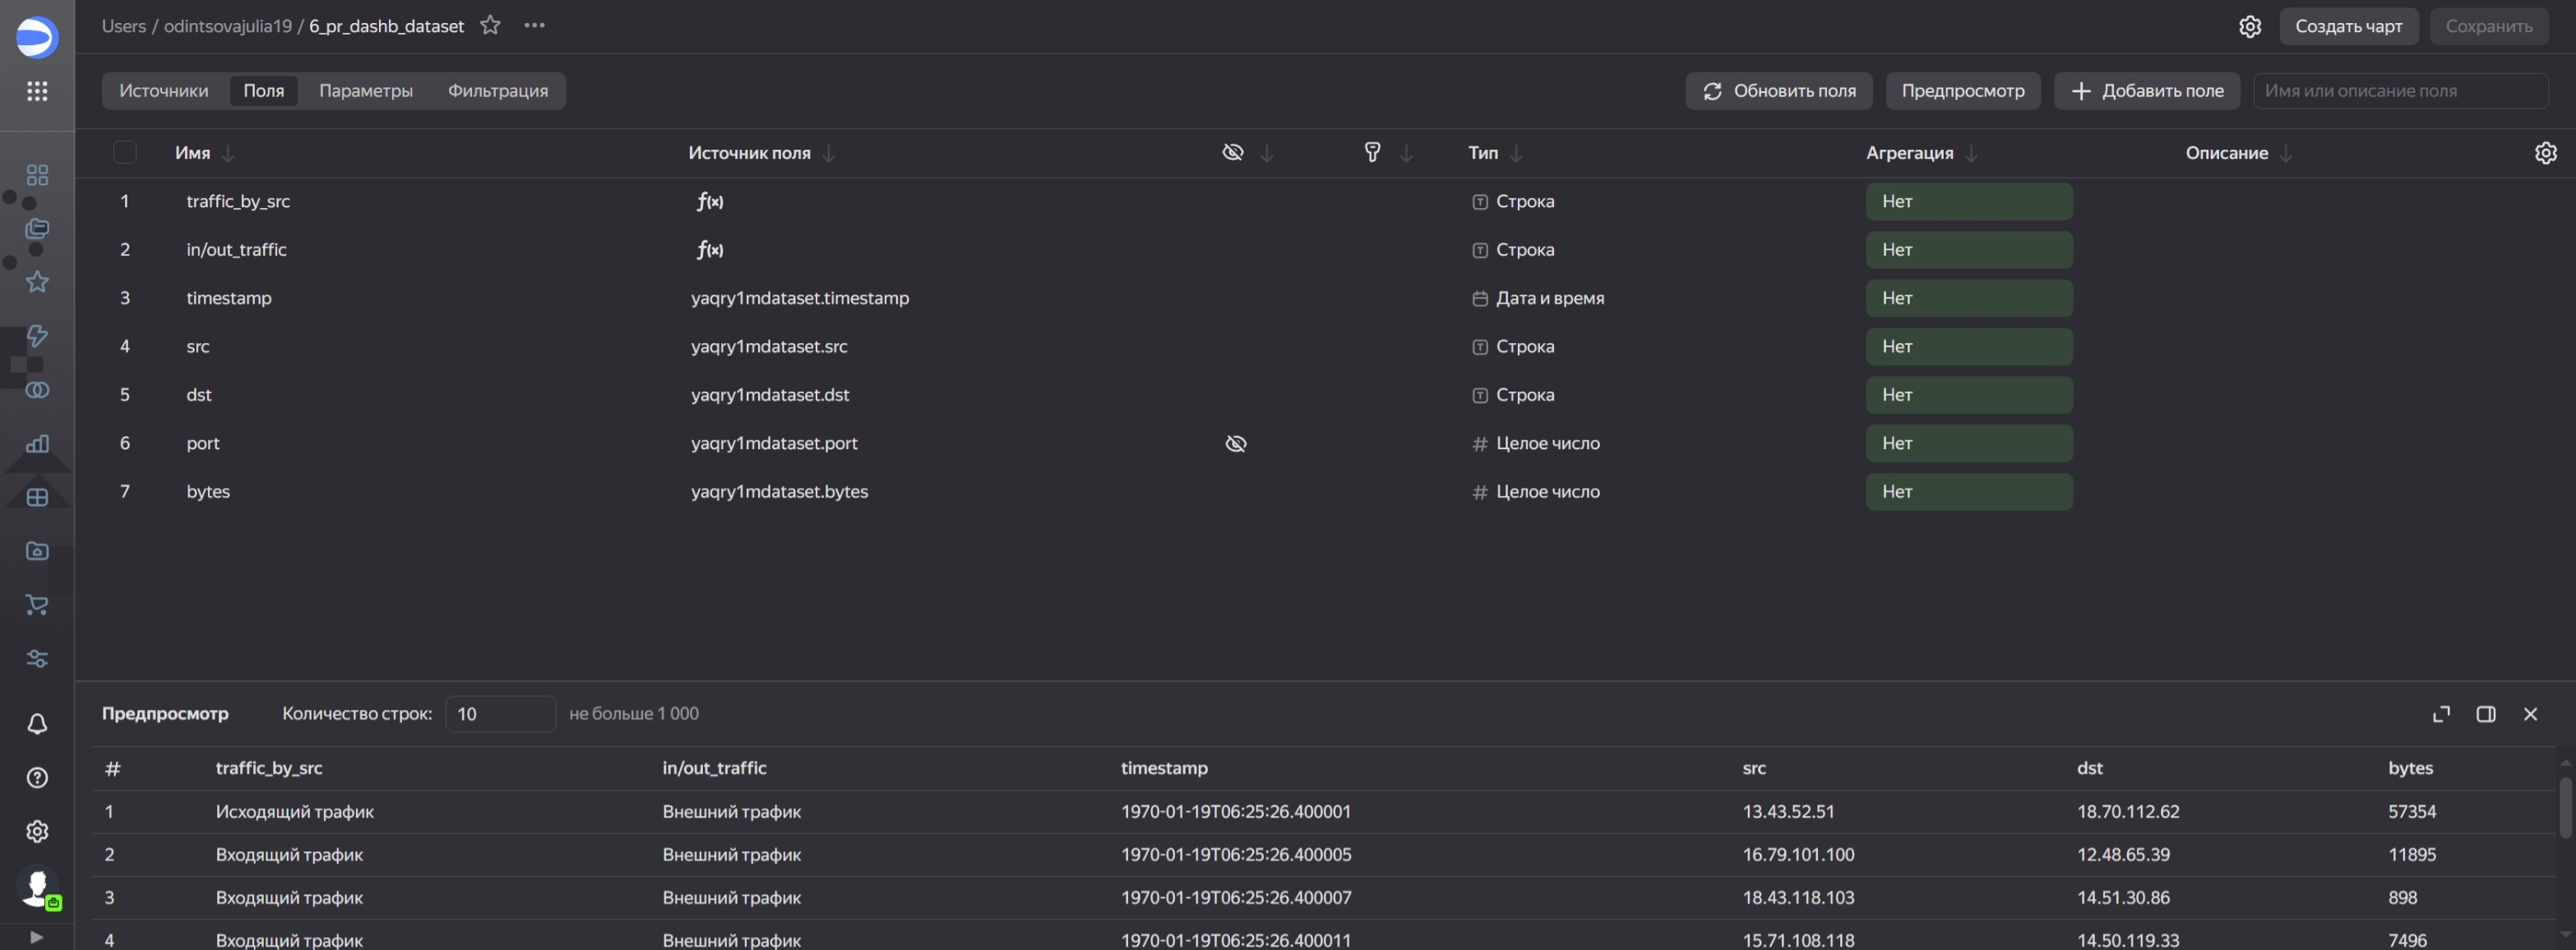 Users / odintsovajulia19 / 6_pr_dashb_dataset
Создать чарт
Сохранить
Источники Поля Параметры Фильтрация
Обновить поля Предпросмотр Добавить поле Имя или описание поля
Имя Источник поля Тип Агрегация Описание
1 traffic_by_src f(x) Строка Нет
2 in/out_traffic f(x) Строка Нет
3 timestamp yaqry1mdataset.timestamp Дата и время Нет
4 src yaqry1mdataset.src Строка Нет
5 dst yaqry1mdataset.dst Строка Нет
6 port yaqry1mdataset.port # Целое число Нет
7 bytes yaqry1mdataset.bytes # Целое число Нет
Предпросмотр Количество строк: 10 не больше 1 000
# traffic_by_src in/out_traffic timestamp src dst bytes
1 Исходящий трафик Внешний трафик 1970-01-19T06:25:26.400001 13.43.52.51 18.70.112.62 57354
2 Входящий трафик Внешний трафик 1970-01-19T06:25:26.400005 16.79.101.100 12.48.65.39 11895
3 Входящий трафик Внешний трафик 1970-01-19T06:25:26.400007 18.43.118.103 14.51.30.86 898
4 Входящий трафик Внешний трафик 1970-01-19T06:25:26.400011 15.71.108.118 14.50.119.33 7496